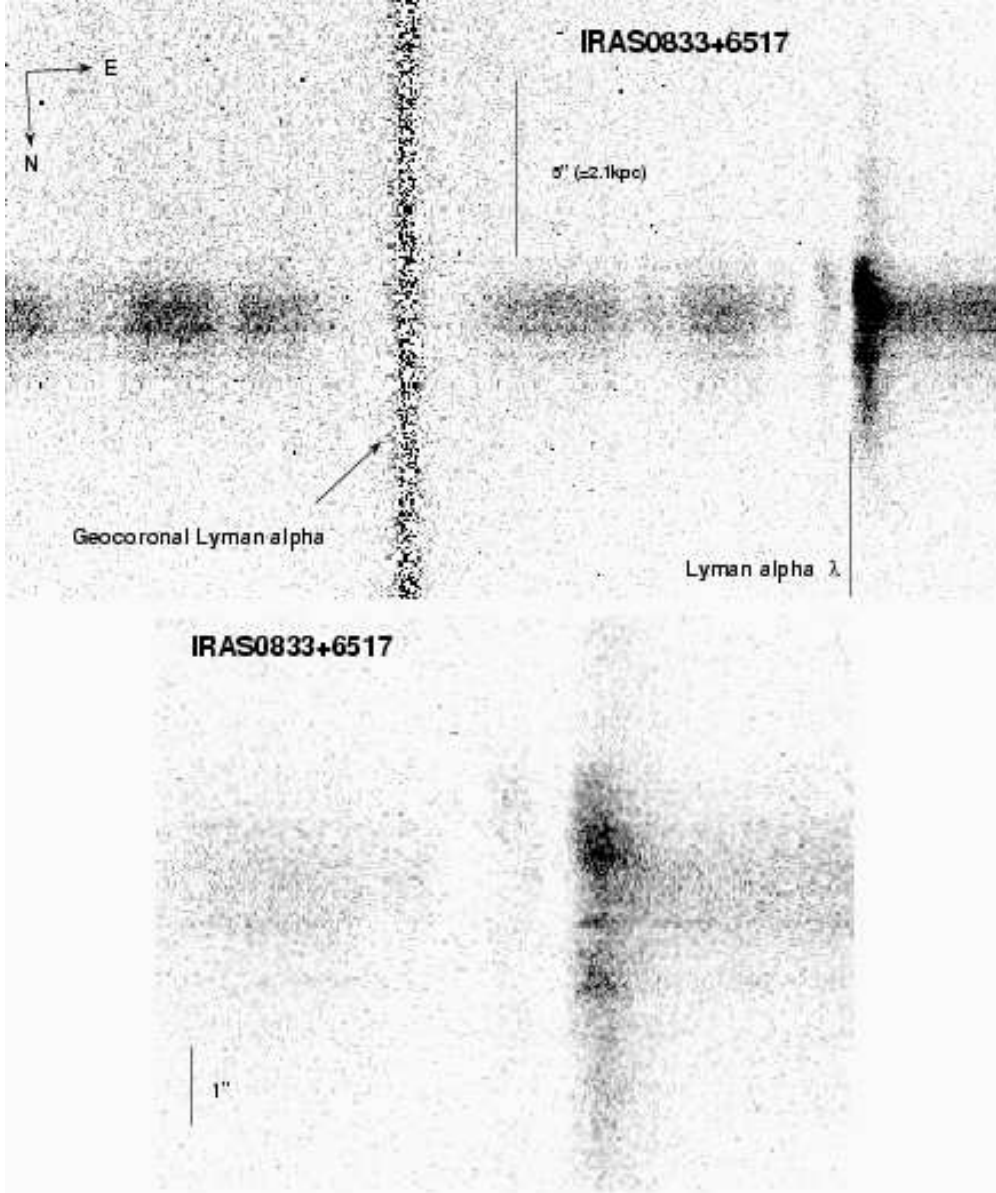 IRAS0833+6517
E
N
5" (=2.1kpc)
Geocoronal Lyman alpha
Lyman alpha λ
IRAS0833+6517
1"